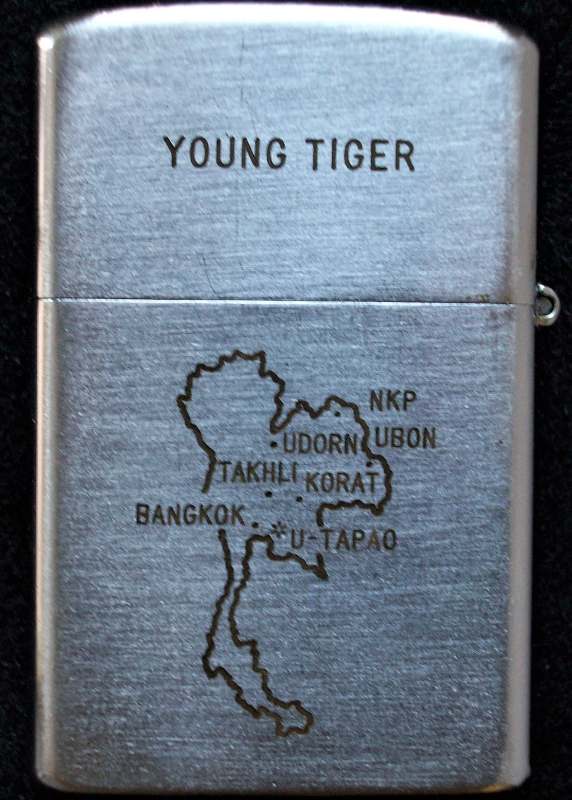 YOUNG TIGER
NKP
UDORN UBON
TAKHLI KORAT
BANGKOK
*U-TAPAO